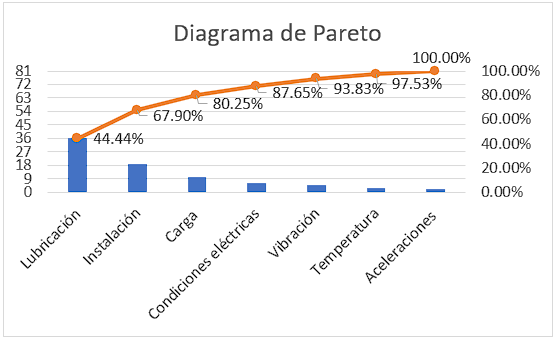 Diagrama de Pareto
100.00%
81
72
63
54
45
36
27
18
9
0
44.44%
67.90%
80.25%
87.65%
93.83%
97.53%
100.00%
80.00%
60.00%
40.00%
20.00%
0.00%
Lubricación
Instalación
Carga
Condiciones eléctricas
Vibración
Temperatura
Aceleraciones